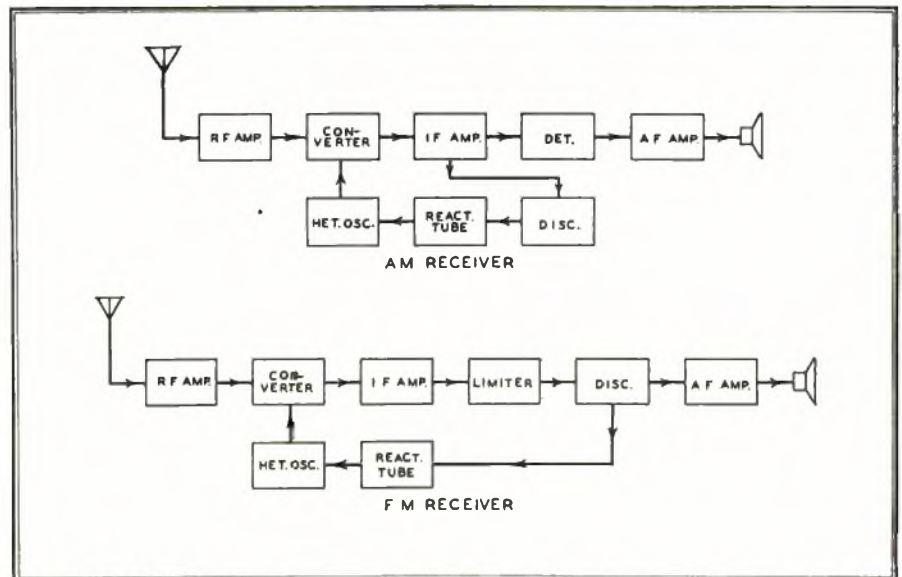 R F AMP.
CON-
VERTER
I F AMP.
DET.
A F AMP.
HET. OSC.
REACT.
TUBE
DISC.
AM RECEIVER
R F AMP.
CON-
VERTER
I F AMP.
LIMITER
DISC.
A F AMP.
HET. OSC.
REACT.
TUBE
F M RECEIVER